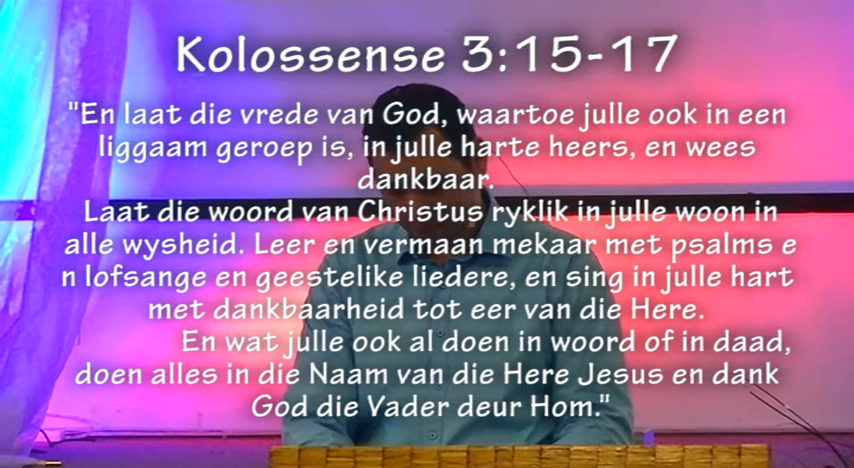 Kolossense 3:15-17
"En laat die vrede van God, waartoe julle ook in een
liggaam geroep is, in julle harte heers, en wees
dankbaar.
Laat die woord van Christus ryklik in julle woon in
alle wysheid. Leer en vermaan mekaar met psalms e
n lofsange en geestelike liedere, en sing in julle hart
met dankbaarheid tot eer van die Here.
En wat julle ook al doen in woord of in daad,
doen alles in die Naam van die Here Jesus en dank
God die Vader deur Hom."